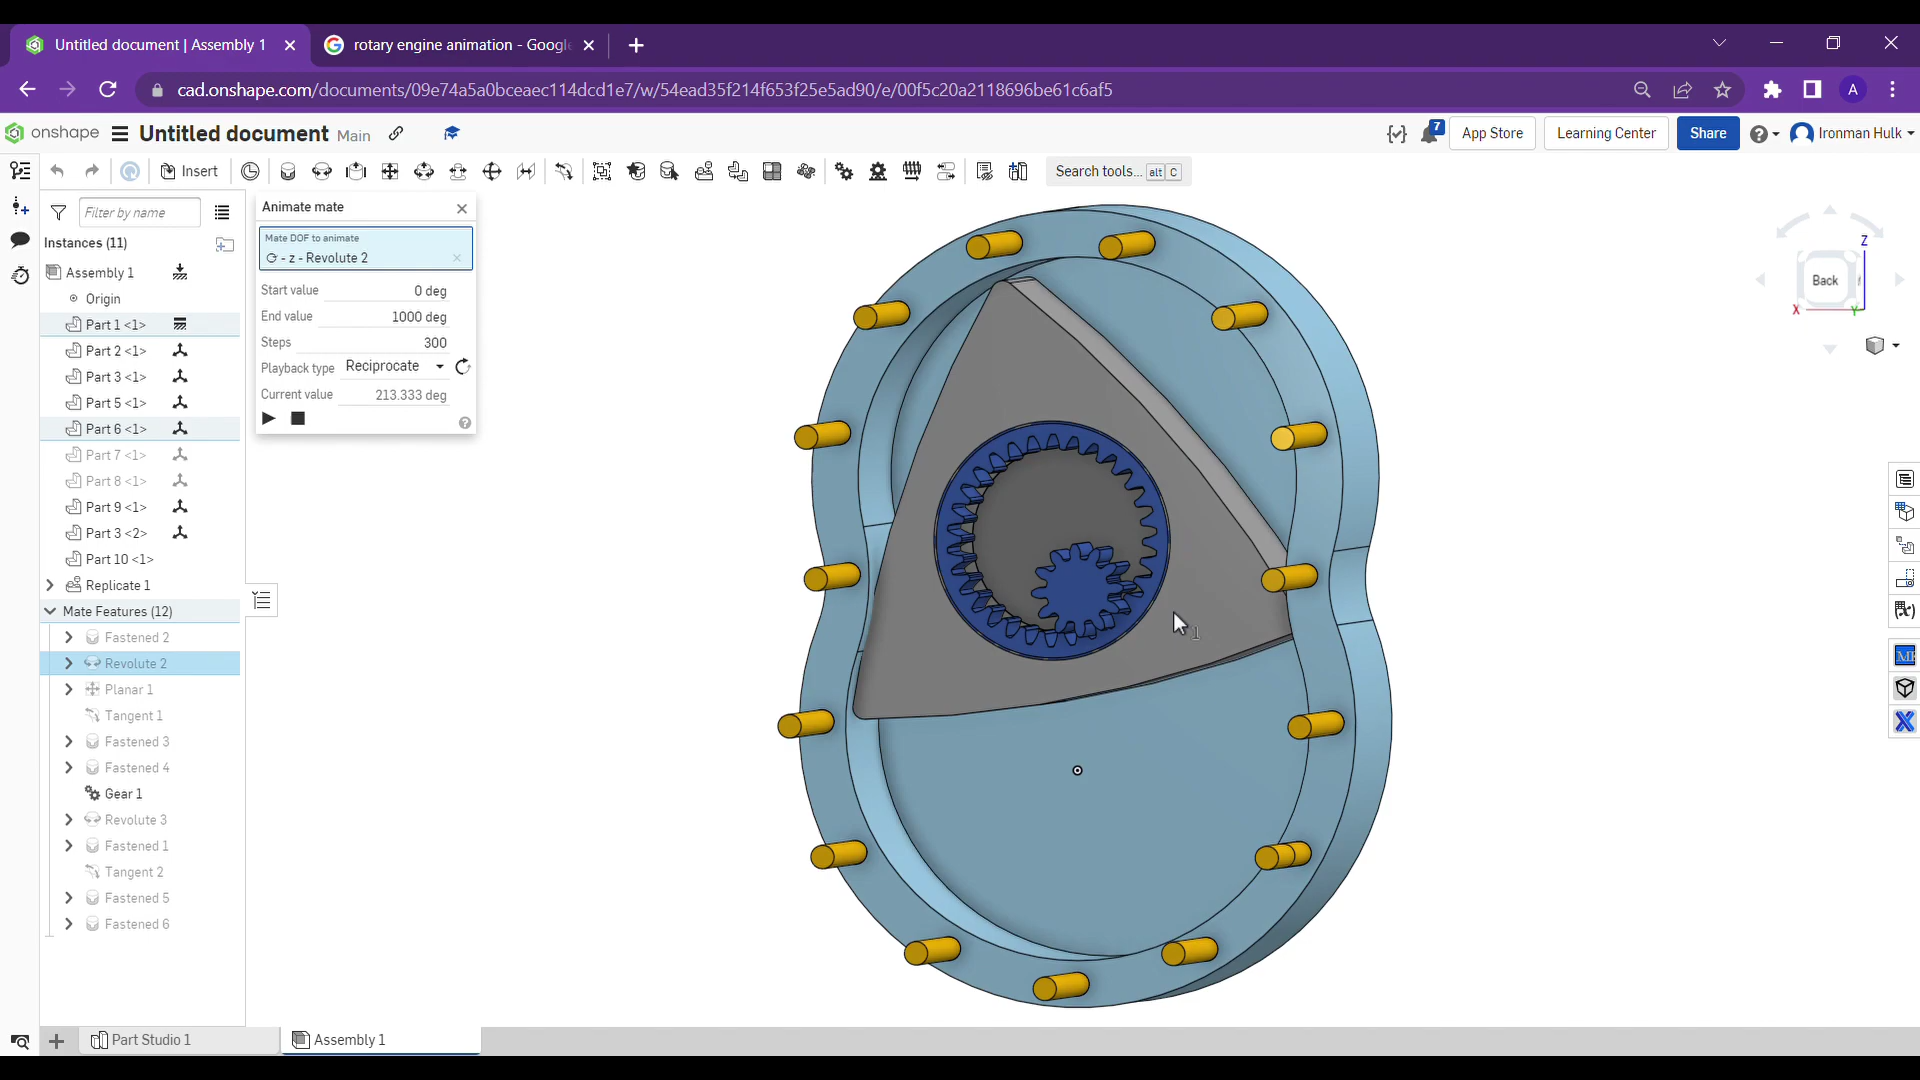 Untitled document | Assembly 1
rotary engine animation - Googl
cad.onshape.com/documents/09e74a5a0bceaec114dcd1e7/w/54ead35f214f653f25e5ad90/e/00f5c20a2118696be61c6af5
A
onshape Untitled document Main
7
App Store
Learning Center
Share
Ironman Hulk
Insert
Search tools... alt C
Filter by name
Instances (11)
Assembly 1
Origin
Part 1 <1>
Part 2 <1>
Part 3 <1>
Part 5 <1>
Part 6 <1>
Part 7 <1>
Part 8 <1>
Part 9 <1>
Part 3 <2>
Part 10 <1>
Replicate 1
Mate Features (12)
Fastened 2
Revolute 2
Planar 1
Tangent 1
Fastened 3
Fastened 4
Gear 1
Revolute 3
Fastened 1
Tangent 2
Fastened 5
Fastened 6
Animate mate
Mate DOF to animate
- z - Revolute 2
Start value 0 deg
End value 1000 deg
Steps 300
Playback type Reciprocate
Current value 213.333 deg
1
Z
Back
X
Y
Part Studio 1
Assembly 1